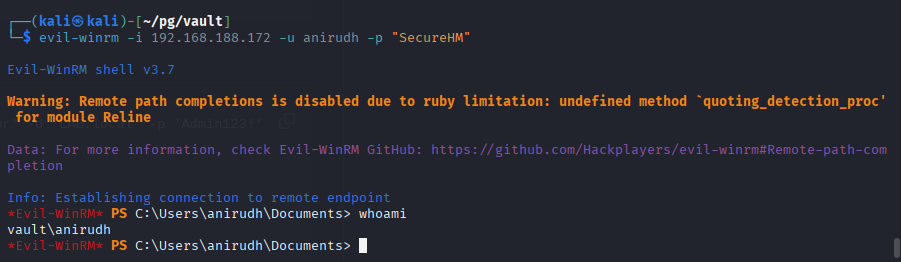 ┌──(kali㉿kali)-[~/pg/vault]
└─$ evil-winrm -i 192.168.188.172 -u anirudh -p "SecureHM"
Evil-WinRM shell v3.7
Warning: Remote path completions is disabled due to ruby limitation: undefined method `quoting_detection_proc'
for module Reline
Data: For more information, check Evil-WinRM GitHub: https://github.com/Hackplayers/evil-winrm#Remote-path-com
pletion
Info: Establishing connection to remote endpoint
*Evil-WinRM* PS C:\Users\anirudh\Documents> whoami
vault\anirudh
*Evil-WinRM* PS C:\Users\anirudh\Documents>